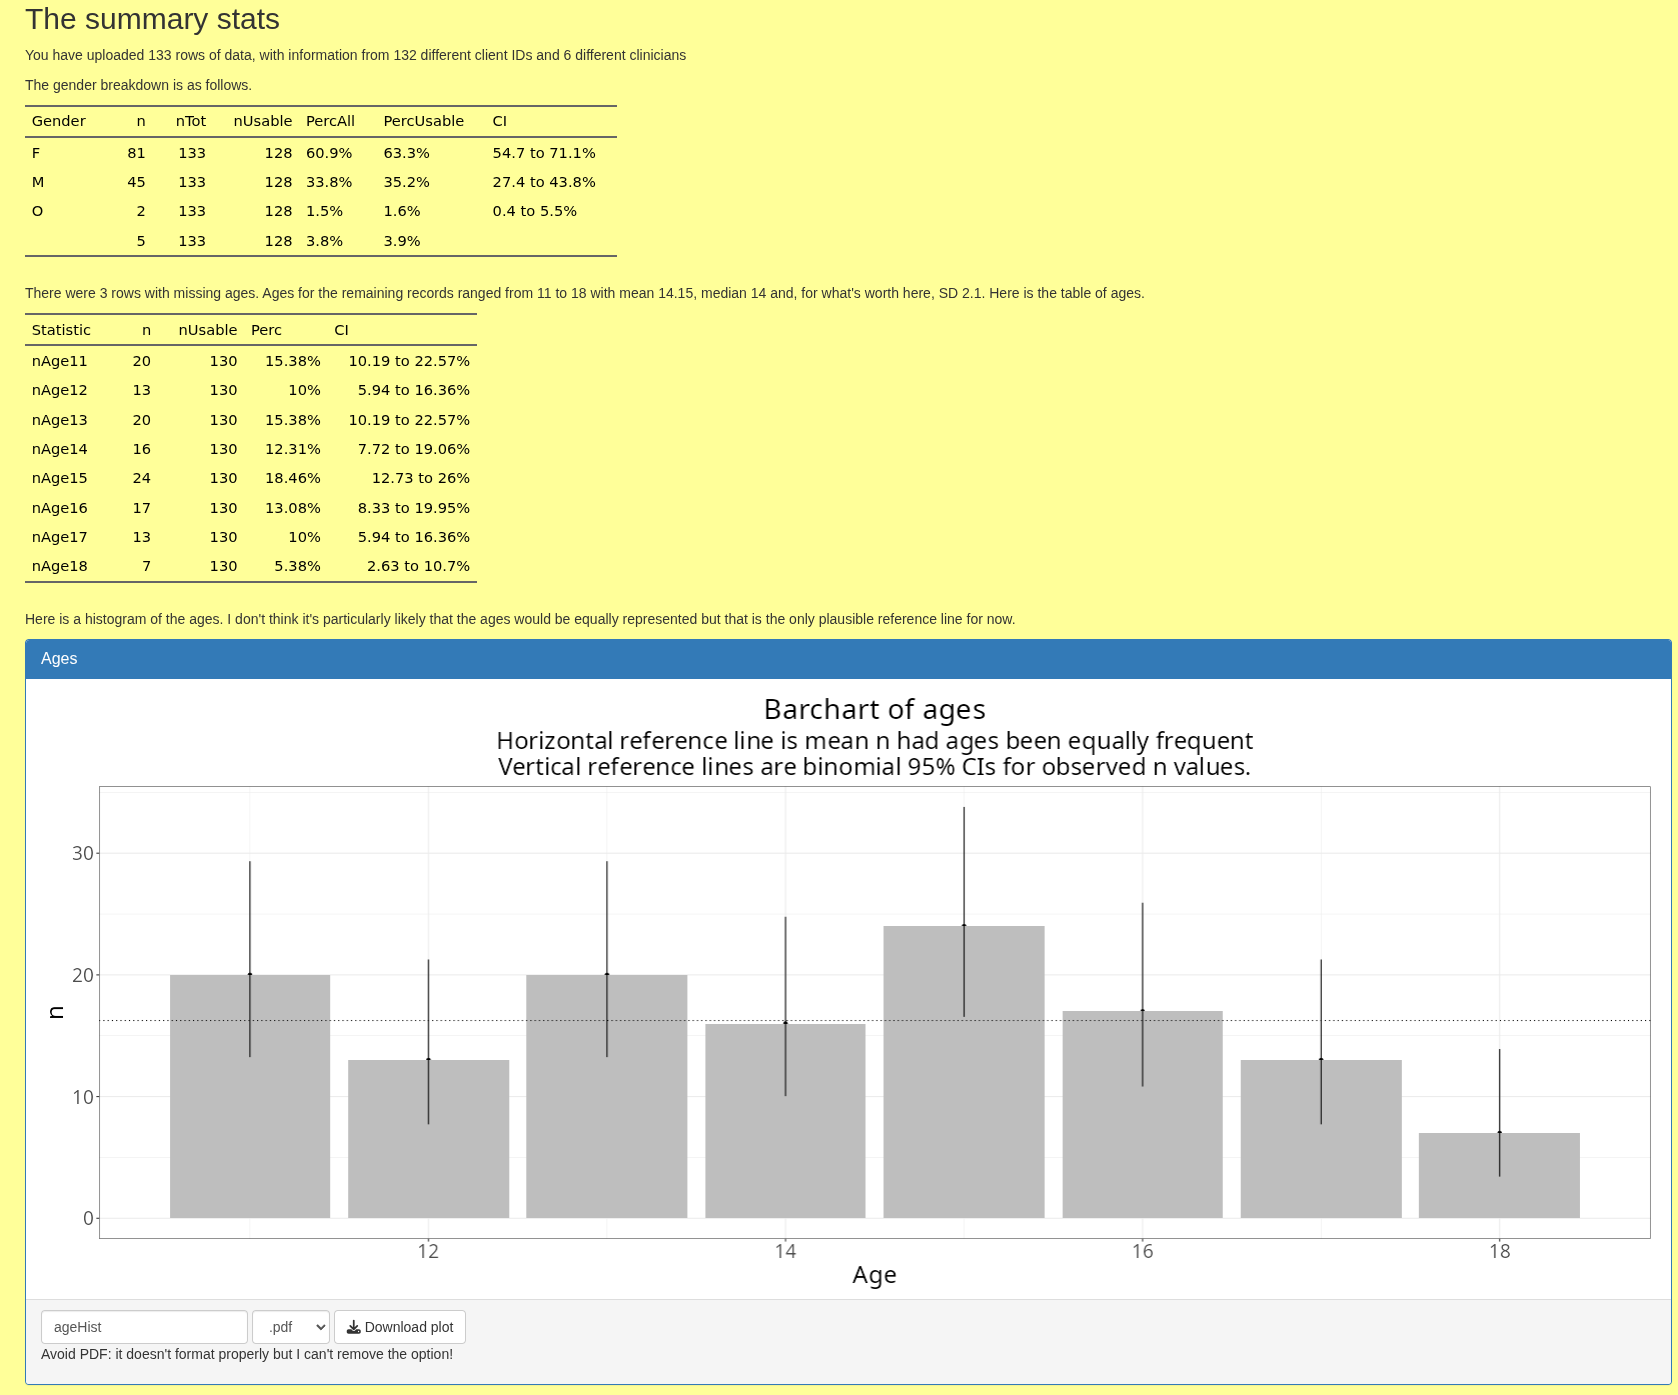 The summary stats
You have uploaded 133 rows of data, with information from 132 different client IDs and 6 different clinicians
The gender breakdown is as follows.
Gender n nTot nUsable PercAll PercUsable CI
F 81 133 128 60.9% 63.3% 54.7 to 71.1%
M 45 133 128 33.8% 35.2% 27.4 to 43.8%
O 2 133 128 1.5% 1.6% 0.4 to 5.5%
5 133 128 3.8% 3.9%
There were 3 rows with missing ages. Ages for the remaining records ranged from 11 to 18 with mean 14.15, median 14 and, for what's worth here, SD 2.1. Here is the table of ages.
Statistic n nUsable Perc CI
nAge11 20 130 15.38% 10.19 to 22.57%
nAge12 13 130 10% 5.94 to 16.36%
nAge13 20 130 15.38% 10.19 to 22.57%
nAge14 16 130 12.31% 7.72 to 19.06%
nAge15 24 130 18.46% 12.73 to 26%
nAge16 17 130 13.08% 8.33 to 19.95%
nAge17 13 130 10% 5.94 to 16.36%
nAge18 7 130 5.38% 2.63 to 10.7%
Here is a histogram of the ages. I don't think it's particularly likely that the ages would be equally represented but that is the only plausible reference line for now.
Ages
Barchart of ages
Horizontal reference line is mean n had ages been equally frequent
Vertical reference lines are binomial 95% CIs for observed n values.
30
20
n
10
0
12 14 16 18
Age
ageHist .pdf Download plot
Avoid PDF: it doesn't format properly but I can't remove the option!